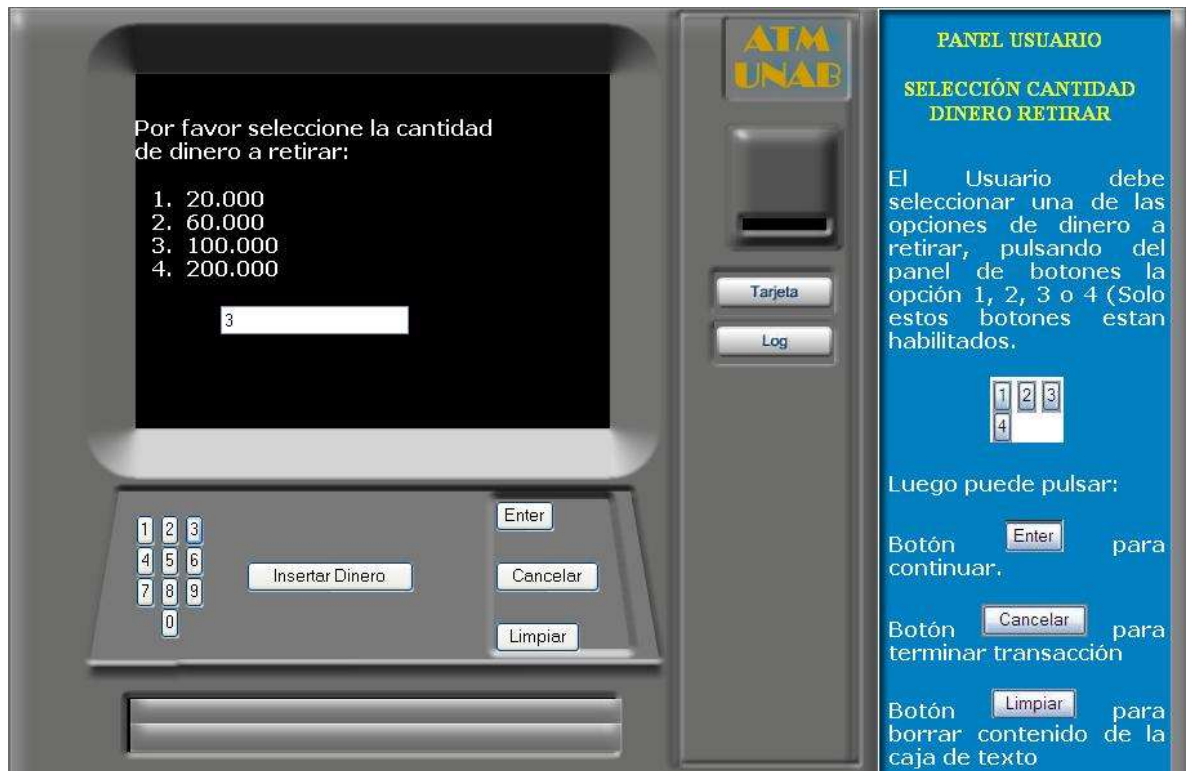 Por favor seleccione la cantidad
de dinero a retirar:
1. 20.000
2. 60.000
3. 100.000
4. 200.000
3
1 2 3
4 5 6
7 8 9
0
Insertar Dinero
Enter
Cancelar
Limpiar
ATM
UNAB
Tarjeta
Log
PANEL USUARIO
SELECCIÓN CANTIDAD
DINERO RETIRAR
El Usuario debe
seleccionar una de las
opciones de dinero a
retirar, pulsando del
panel de botones la
opción 1, 2, 3 o 4 (Solo
estos botones estan
habilitados.
1 2 3
4
Luego puede pulsar:
Botón Enter para
continuar.
Botón Cancelar para
terminar transacción
Botón Limpiar para
borrar contenido de la
caja de texto